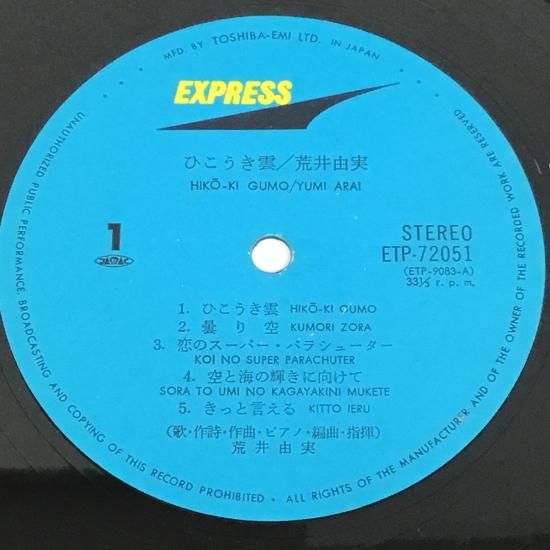 MFD. BY TOSHIBA-EMI LTD. IN JAPAN
EXPRESS
ひこうき雲/荒井由実
HIKŌ-KI GUMO/YUMI ARAI
1
JASRAC
STEREO
ETP-72051
(ETP-9083-A)
33⅓ r. p. m.
1. ひこうき雲 HIKŌ-KI GUMO
2. 曇り空 KUMORI ZORA
3. 恋のスーパー・パラシューター
KOI NO SUPER PARACHUTER
4. 空と海の輝きに向けて
SORA TO UMI NO KAGAYAKINI MUKETE
5. きっと言える KITTO IERU
(歌・作詩・作曲・ピアノ・編曲・指揮)
荒井由実
UNAUTHORIZED PUBLIC PERFORMANCE. BROADCASTING AND COPYING OF THIS RECORD PROHIBITED • ALL RIGHTS OF THE MANUFACTURER AND OF THE OWNER OF THE RECORDED WORK ARE RESERVED